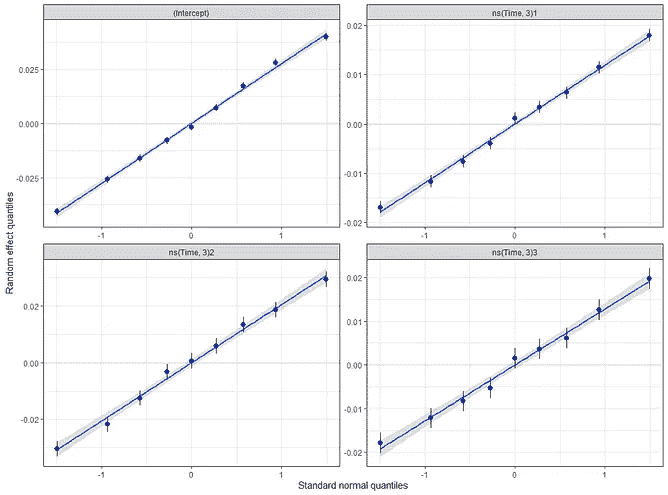 (Intercept)
ns(Time, 3)1
0.025
0.000
-0.025
0.02
0.01
0.00
-0.01
-0.02
-1 0 1
-1 0 1
ns(Time, 3)2
ns(Time, 3)3
0.02
0.00
-0.02
0.02
0.01
0.00
-0.01
-0.02
-1 0 1
-1 0 1
Random effect quantiles
Standard normal quantiles